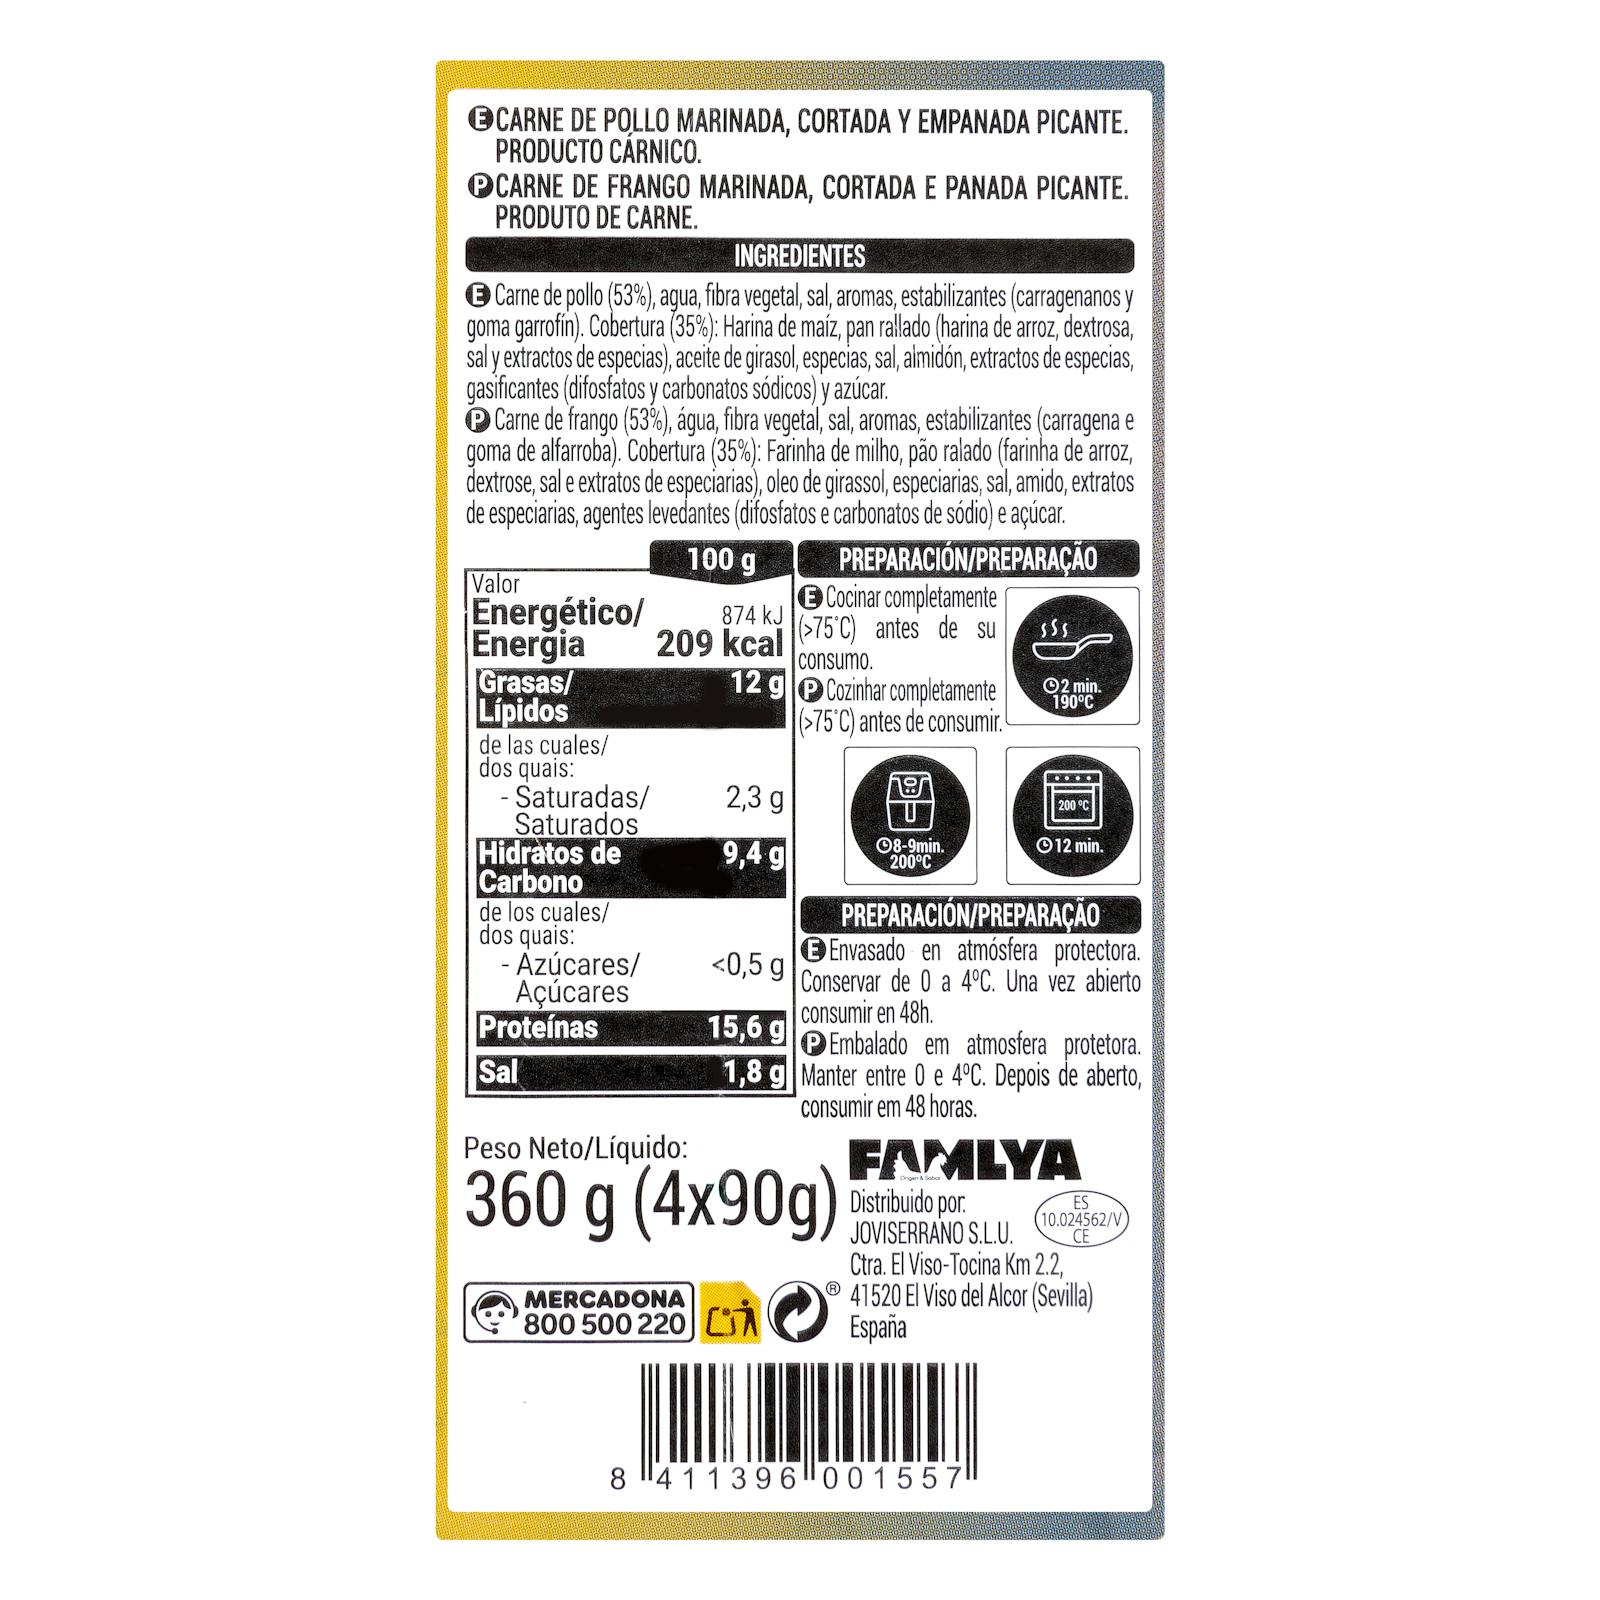 E CARNE DE POLLO MARINADA, CORTADA Y EMPANADA PICANTE.
PRODUCTO CÁRNICO.
P CARNE DE FRANGO MARINADA, CORTADA E PANADA PICANTE.
PRODUTO DE CARNE.
INGREDIENTES
E Carne de pollo (53%), agua, fibra vegetal, sal, aromas, estabilizantes (carragenanos y
goma garrofín). Cobertura (35%): Harina de maíz, pan rallado (harina de arroz, dextrosa,
sal y extractos de especias), aceite de girasol, especias, sal, almidón, extractos de especias,
gasificantes (difosfatos y carbonatos sódicos) y azúcar.
P Carne de frango (53%), água, fibra vegetal, sal, aromas, estabilizantes (carragena e
goma de alfarroba). Cobertura (35%): Farinha de milho, pão ralado (farinha de arroz,
dextrose, sal e extratos de especiarias), oleo de girassol, especiarias, sal, amido, extratos
de especiarias, agentes levedantes (difosfatos e carbonatos de sódio) e açúcar.
100 g
Valor
Energético/ 874 kJ
Energia 209 kcal
Grasas/ 12 g
Lípidos
de las cuales/
dos quais:
- Saturadas/ 2,3 g
Saturados
Hidratos de 9,4 g
Carbono
de los cuales/
dos quais:
- Azúcares/ <0,5 g
Açúcares
Proteínas 15,6 g
Sal 1,8 g
PREPARACIÓN/PREPARAÇÃO
E Cocinar completamente
(>75°C) antes de su
consumo.
P Cozinhar completamente
(>75°C) antes de consumir.
2 min.
190ºC
8-9min.
200ºC
200 ºC
12 min.
PREPARACIÓN/PREPARAÇÃO
E Envasado en atmósfera protectora.
Conservar de 0 a 4ºC. Una vez abierto
consumir en 48h.
P Embalado em atmosfera protetora.
Manter entre 0 e 4ºC. Depois de aberto,
consumir em 48 horas.
Peso Neto/Líquido:
360 g (4x90g)
FAMLYA
Origen & Sabor
Distribuido por:
JOVISERRANO S.L.U.
Ctra. El Viso-Tocina Km 2.2,
41520 El Viso del Alcor (Sevilla)
España
ES
10.024562/V
CE
MERCADONA
800 500 220
®
8 411396 001557